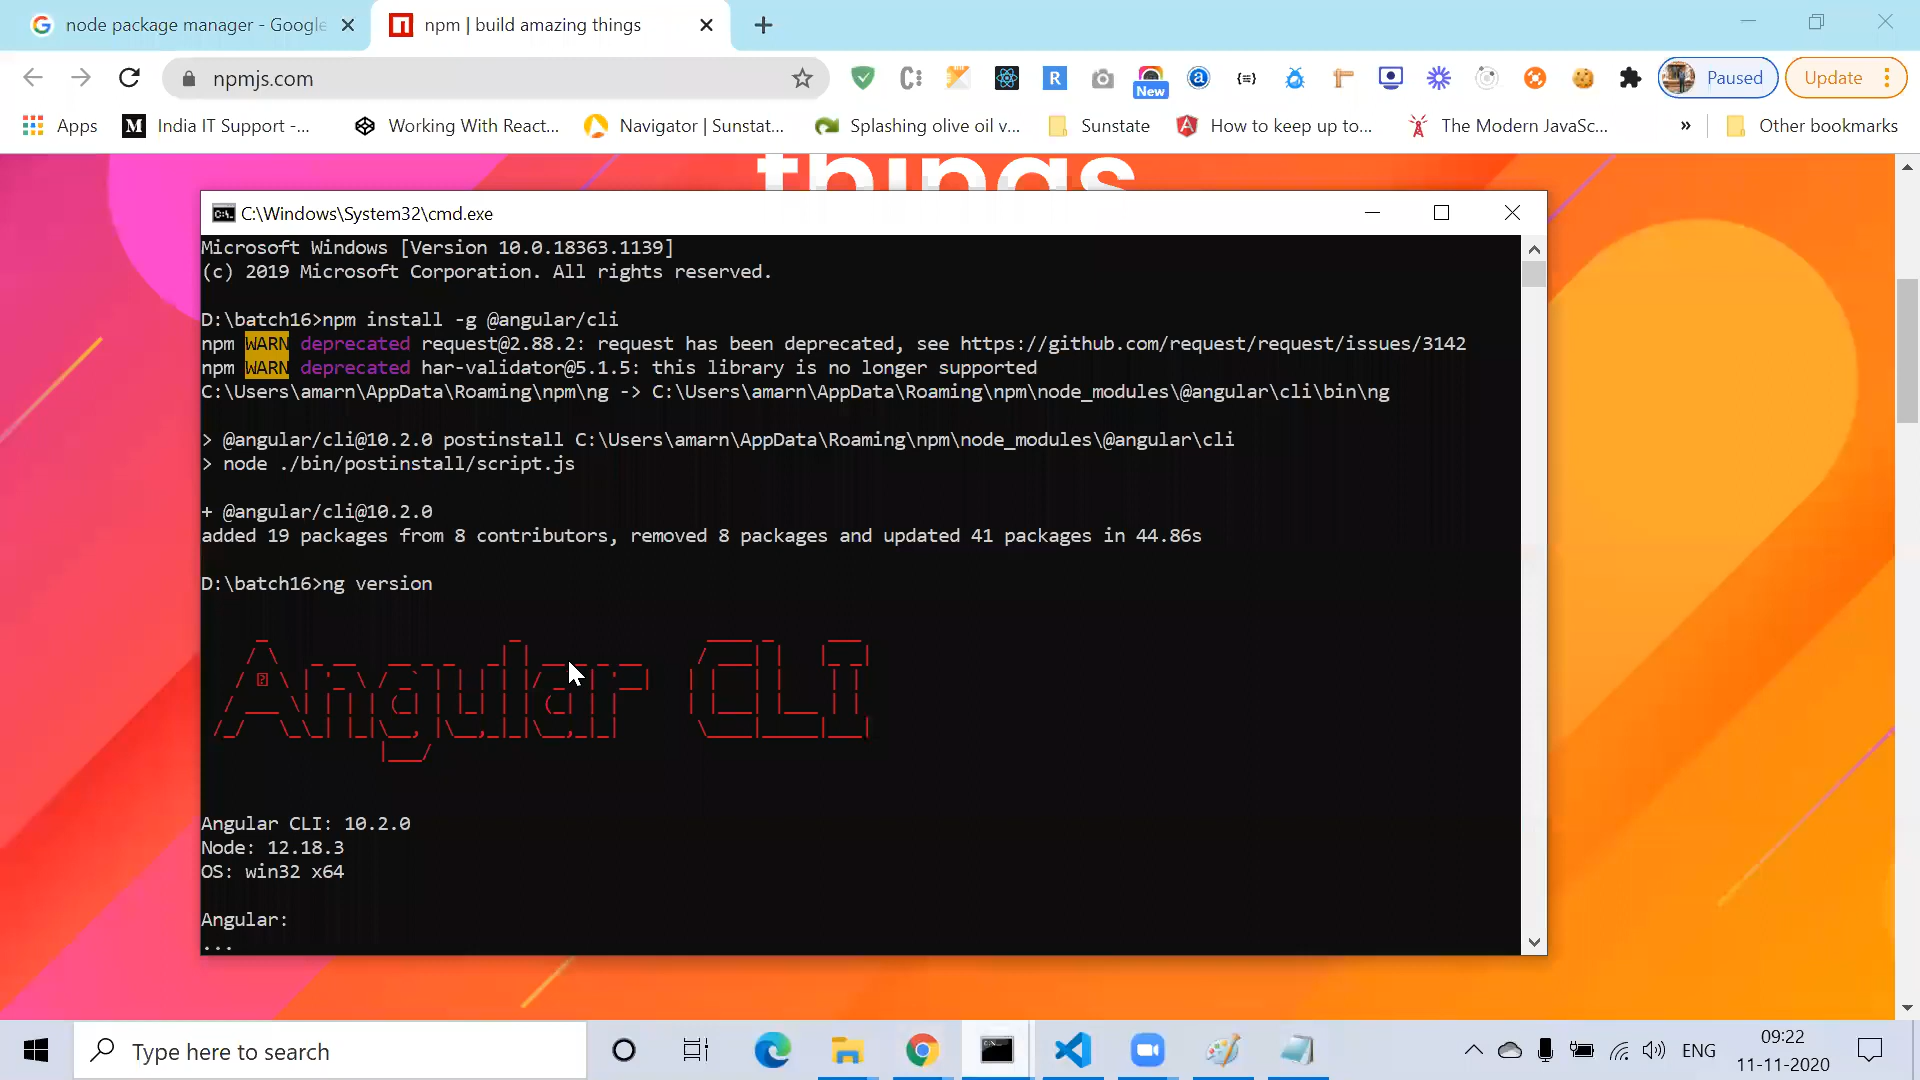 node package manager - Google
npm | build amazing things
npmjs.com
New
Paused
Update
Apps
India IT Support -...
Working With React...
Navigator | Sunstat...
Splashing olive oil v...
Sunstate
How to keep up to...
The Modern JavaSc...
»
Other bookmarks
things
C:\Windows\System32\cmd.exe
Microsoft Windows [Version 10.0.18363.1139]
(c) 2019 Microsoft Corporation. All rights reserved.
D:\batch16>npm install -g @angular/cli
npm WARN deprecated request@2.88.2: request has been deprecated, see https://github.com/request/request/issues/3142
npm WARN deprecated har-validator@5.1.5: this library is no longer supported
C:\Users\amarn\AppData\Roaming\npm\ng -> C:\Users\amarn\AppData\Roaming\npm\node_modules\@angular\cli\bin\ng
> @angular/cli@10.2.0 postinstall C:\Users\amarn\AppData\Roaming\npm\node_modules\@angular\cli
> node ./bin/postinstall/script.js
+ @angular/cli@10.2.0
added 19 packages from 8 contributors, removed 8 packages and updated 41 packages in 44.86s
D:\batch16>ng version
Angular CLI
Angular CLI: 10.2.0
Node: 12.18.3
OS: win32 x64
Angular:
...
Type here to search
ENG
09:22
11-11-2020